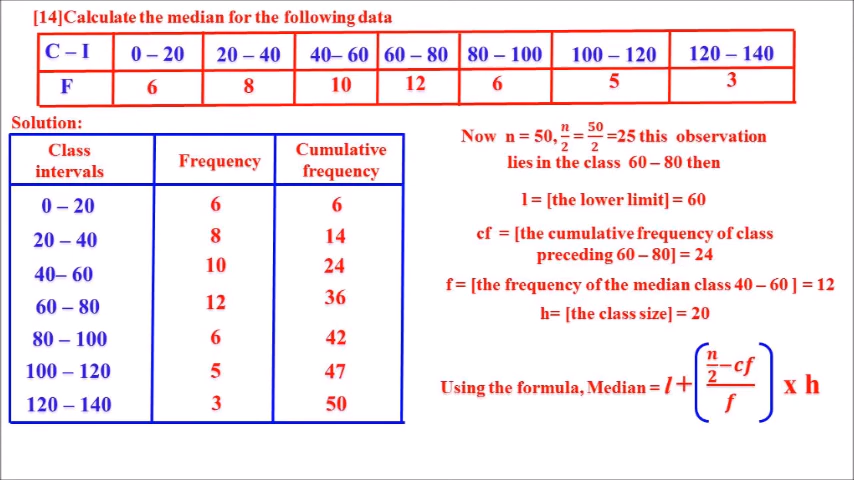 [14]Calculate the median for the following data
C – I 0 – 20 20 – 40 40– 60 60 – 80 80 – 100 100 – 120 120 – 140
F 6 8 10 12 6 5 3
Solution:
Class intervals Frequency Cumulative frequency
0 – 20 6 6
20 – 40 8 14
40– 60 10 24
60 – 80 12 36
80 – 100 6 42
100 – 120 5 47
120 – 140 3 50
Now n = 50, n/2 = 50/2 =25 this observation
lies in the class 60 – 80 then
l = [the lower limit] = 60
cf = [the cumulative frequency of class
preceding 60 – 80] = 24
f = [the frequency of the median class 40 – 60 ] = 12
h= [the class size] = 20
Using the formula, Median = l + ( (n/2 – cf) / f ) x h